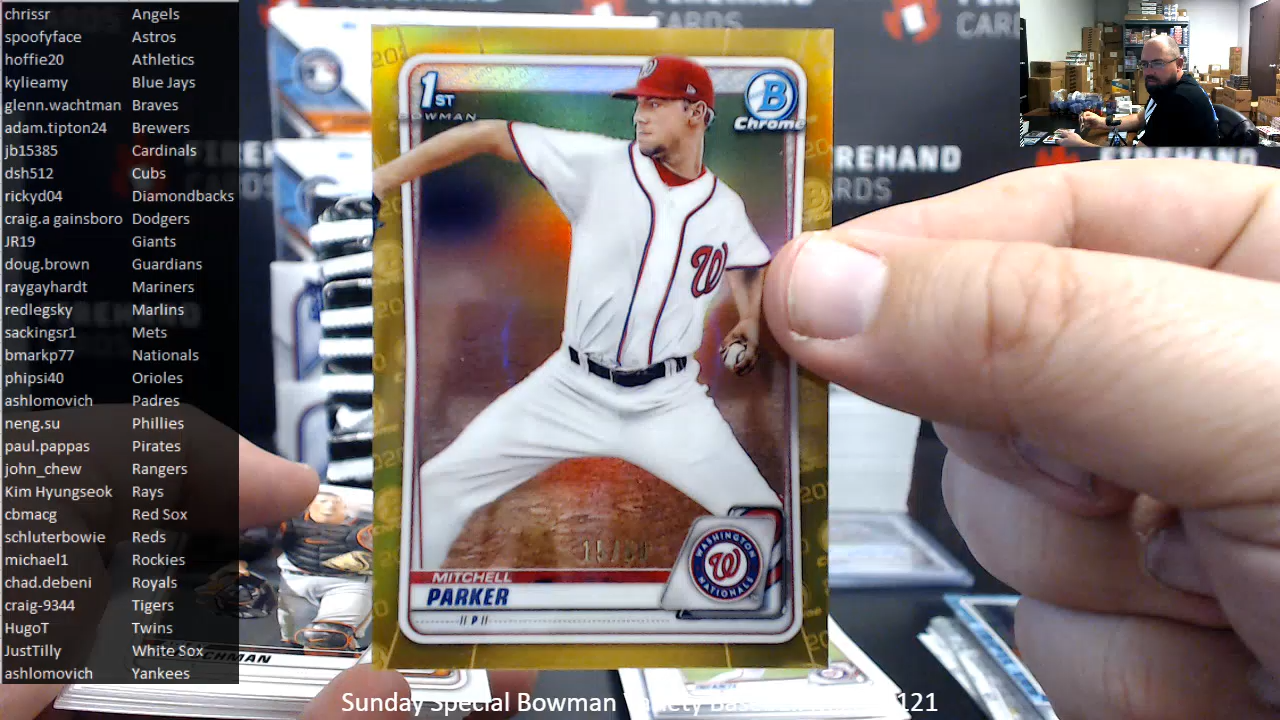 chrissr Angels
spoofyface Astros
hoffie20 Athletics
kylieamy Blue Jays
glenn.wachtman Braves
adam.tipton24 Brewers
jb15385 Cardinals
dsh512 Cubs
rickyd04 Diamondbacks
craig.a gainsboro Dodgers
JR19 Giants
doug.brown Guardians
raygayhardt Mariners
redlegsky Marlins
sackingsr1 Mets
bmarkp77 Nationals
phipsi40 Orioles
ashlomovich Padres
neng.su Phillies
paul.pappas Pirates
john_chew Rangers
Kim Hyungseok Rays
cbmacg Red Sox
schluterbowie Reds
michael1 Rockies
chad.debeni Royals
craig-9344 Tigers
HugoT Twins
JustTilly White Sox
ashlomovich Yankees
1ST
BOWMAN
B
Chrome
W
WASHINGTON
W
NATIONALS
MITCHELL
PARKER
P
FIREHAND
CARDS
Sunday Special Bowman
121